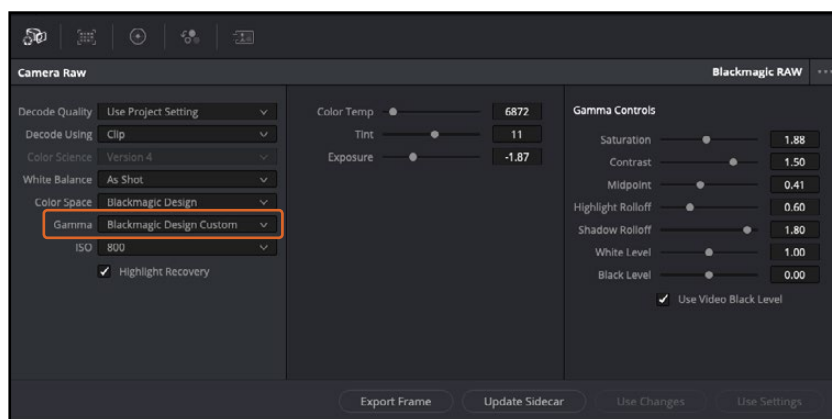 Camera Raw
Blackmagic RAW
Decode Quality Use Project Setting
Decode Using Clip
Color Science Version 4
White Balance As Shot
Color Space Blackmagic Design
Gamma Blackmagic Design Custom
ISO 800
Highlight Recovery
Color Temp 6872
Tint 11
Exposure -1.87
Gamma Controls
Saturation 1.88
Contrast 1.50
Midpoint 0.41
Highlight Rolloff 0.60
Shadow Rolloff 1.80
White Level 1.00
Black Level 0.00
Use Video Black Level
Export Frame
Update Sidecar
Use Changes
Use Settings